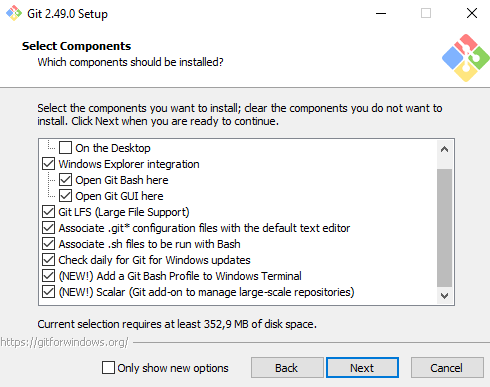 Git 2.49.0 Setup
Select Components
Which components should be installed?
Select the components you want to install; clear the components you do not want to
install. Click Next when you are ready to continue.
On the Desktop
Windows Explorer integration
Open Git Bash here
Open Git GUI here
Git LFS (Large File Support)
Associate .git* configuration files with the default text editor
Associate .sh files to be run with Bash
Check daily for Git for Windows updates
(NEW!) Add a Git Bash Profile to Windows Terminal
(NEW!) Scalar (Git add-on to manage large-scale repositories)
Current selection requires at least 352,9 MB of disk space.
https://gitforwindows.org/
Only show new options
Back
Next
Cancel